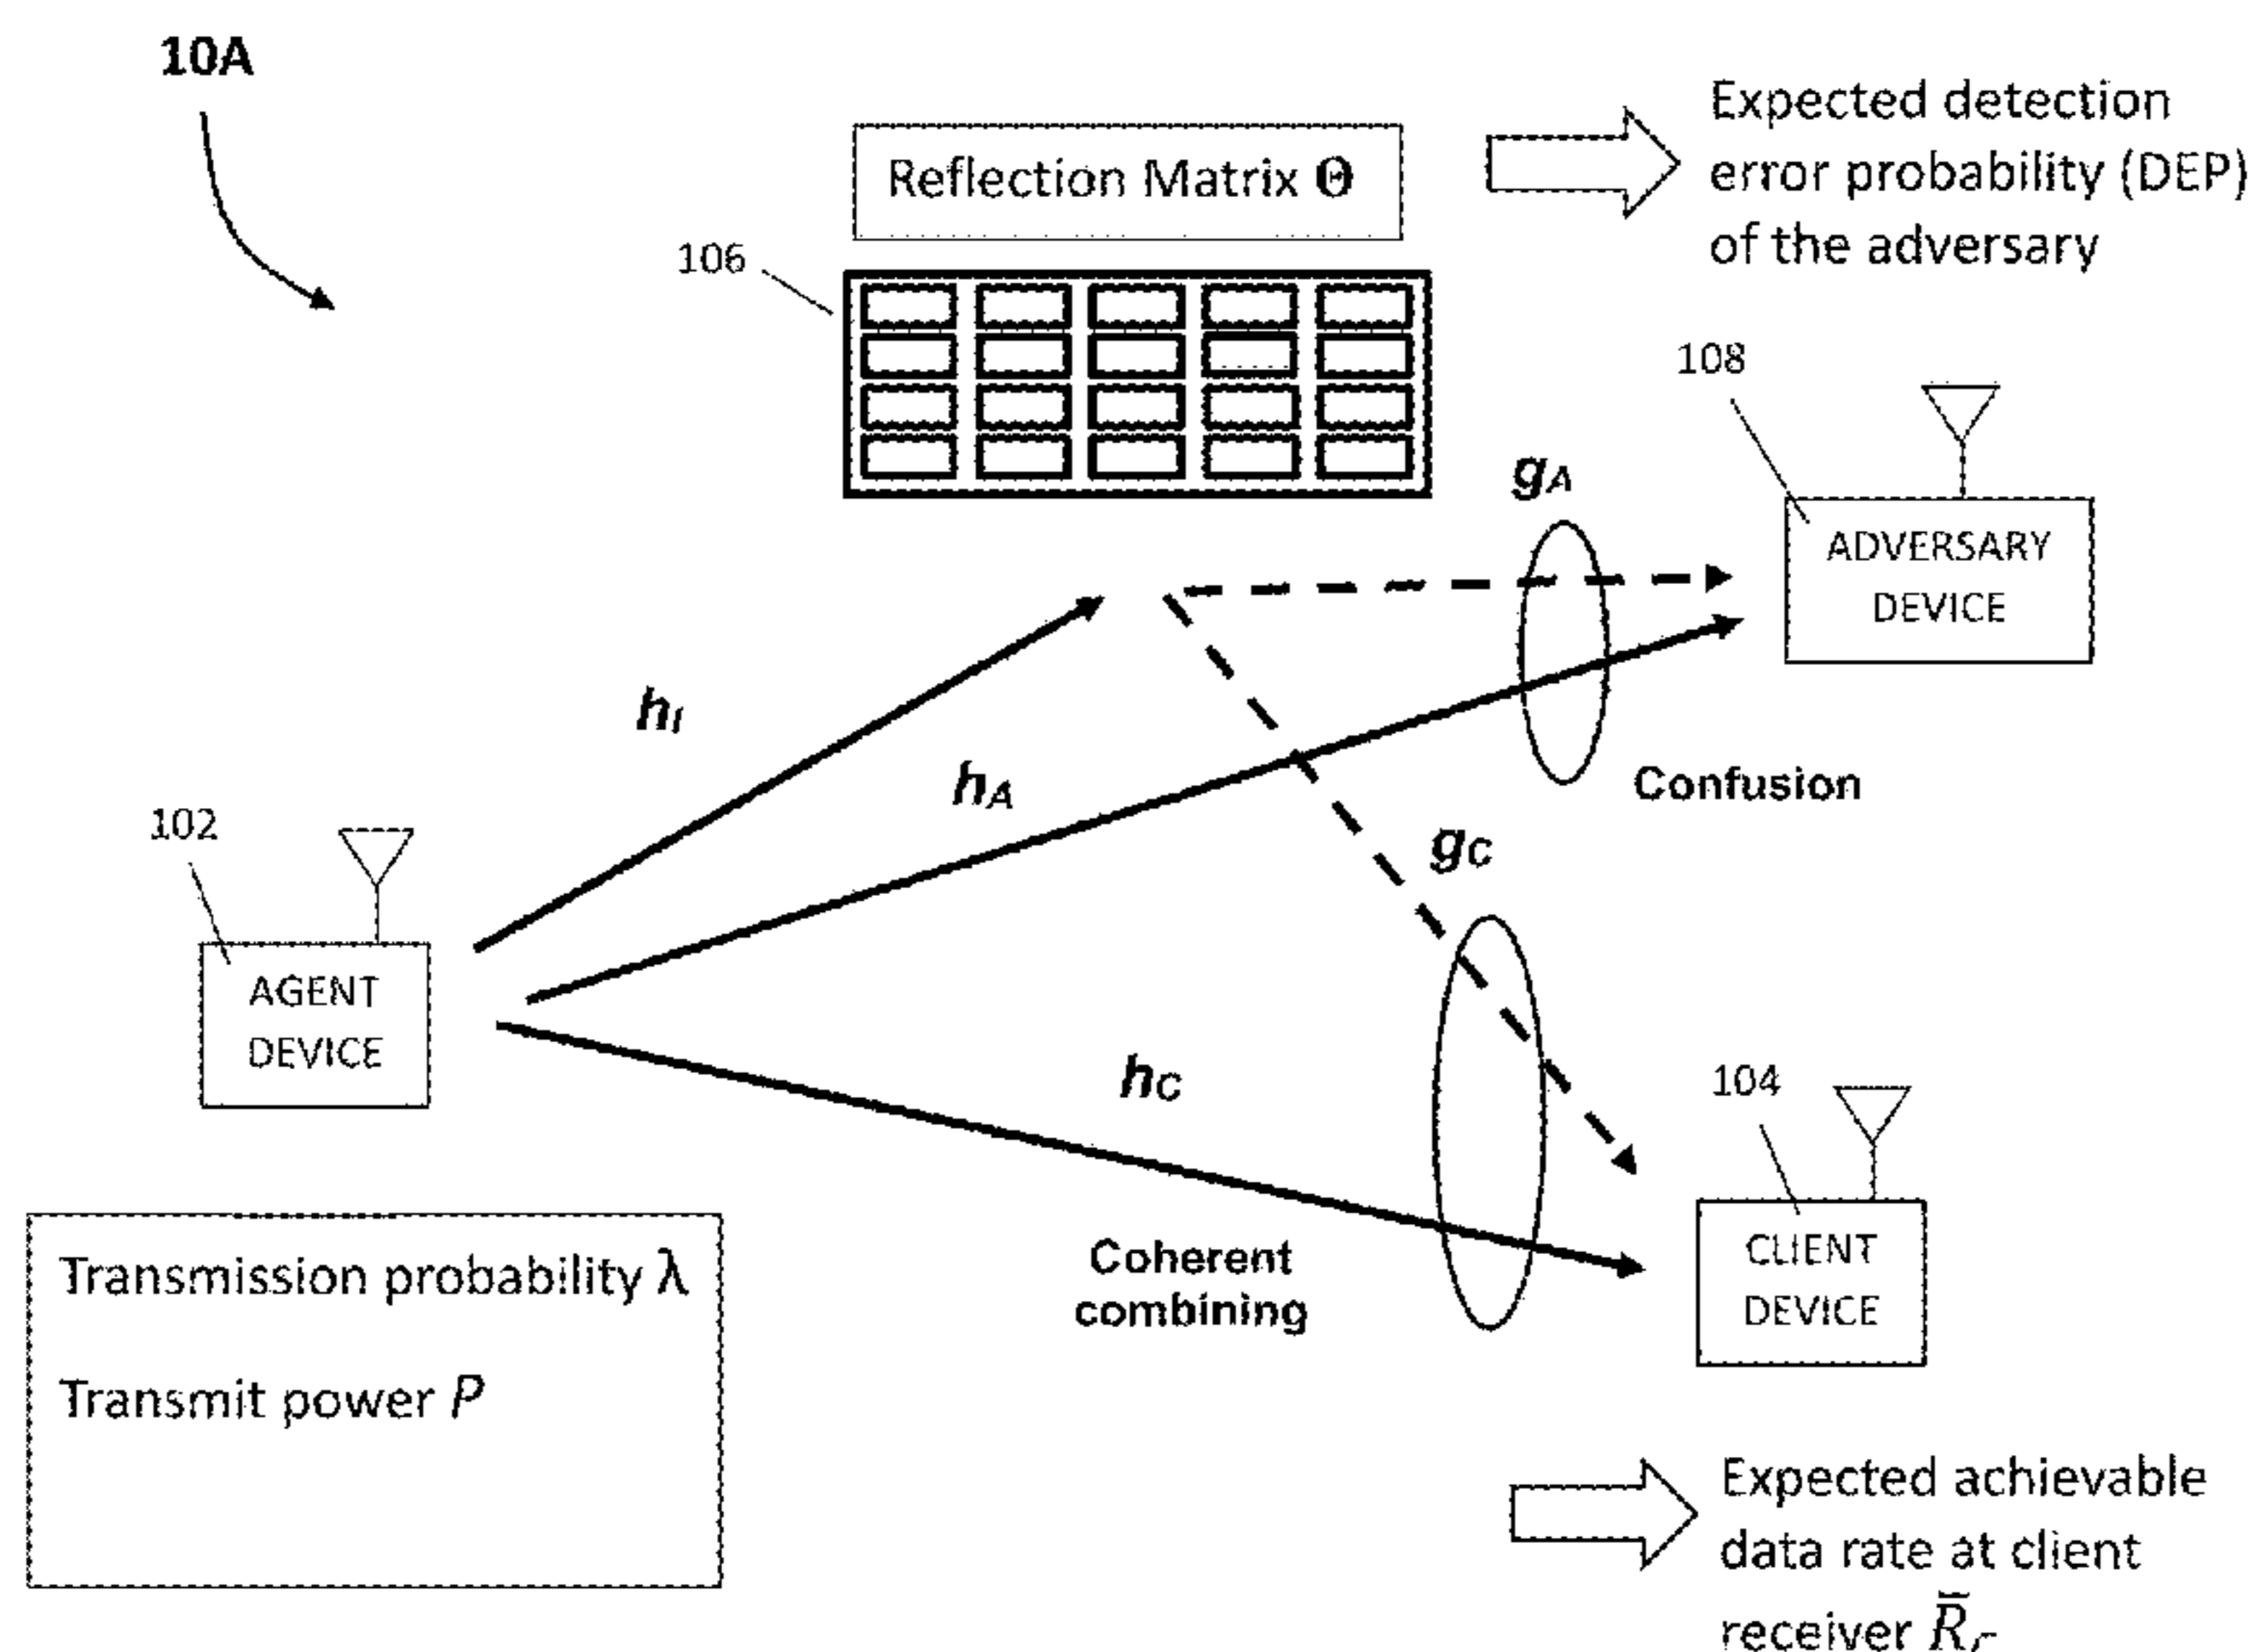 10A
Reflection Matrix Θ
Expected detection
error probability (DEP)
of the adversary
106
108
g_A
ADVERSARY
DEVICE
h_I
h_A
Confusion
102
g_C
AGENT
DEVICE
h_C
104
Coherent
combining
CLIENT
DEVICE
Transmission probability λ
Transmit power P
Expected achievable
data rate at client
receiver